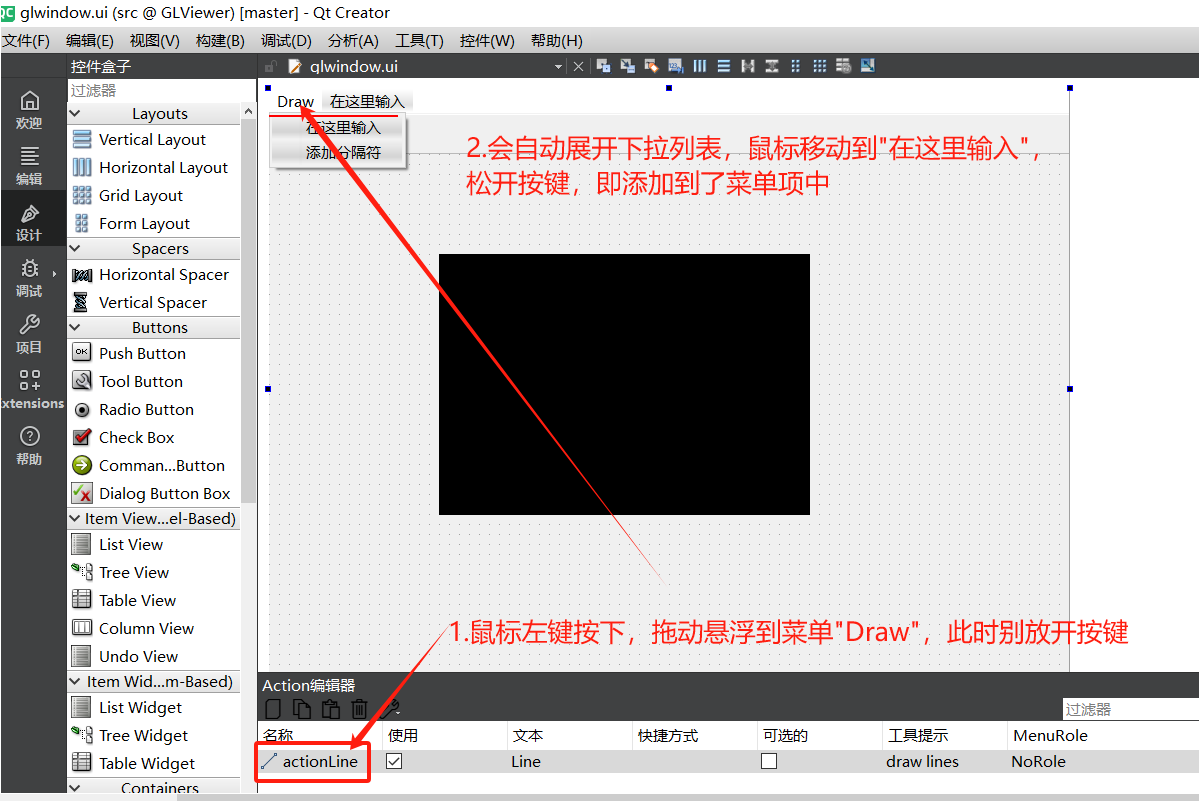 glwindow.ui (src @ GLViewer) [master] - Qt Creator
文件(F) 编辑(E) 视图(V) 构建(B) 调试(D) 分析(A) 工具(T) 控件(W) 帮助(H)
控件盒子
glwindow.ui
过滤器
欢迎
编辑
设计
调试
项目
xtensions
帮助
Layouts
Vertical Layout
Horizontal Layout
Grid Layout
Form Layout
Spacers
Horizontal Spacer
Vertical Spacer
Buttons
Push Button
Tool Button
Radio Button
Check Box
Comman...Button
Dialog Button Box
Item View...el-Based)
List View
Tree View
Table View
Column View
Undo View
Item Wid...m-Based)
List Widget
Tree Widget
Table Widget
Containers
Draw 在这里输入
在这里输入
添加分隔符
2.会自动展开下拉列表，鼠标移动到"在这里输入"，
松开按键，即添加到了菜单项中
1.鼠标左键按下，拖动悬浮到菜单"Draw"，此时别放开按键
Action编辑器
过滤器
名称 使用 文本 快捷方式 可选的 工具提示 MenuRole
actionLine Line draw lines NoRole